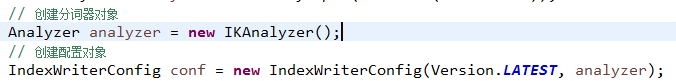 // 创建分词器对象
Analyzer analyzer = new IKAnalyzer();
// 创建配置对象
IndexWriterConfig conf = new IndexWriterConfig(Version.LATEST, analyzer);